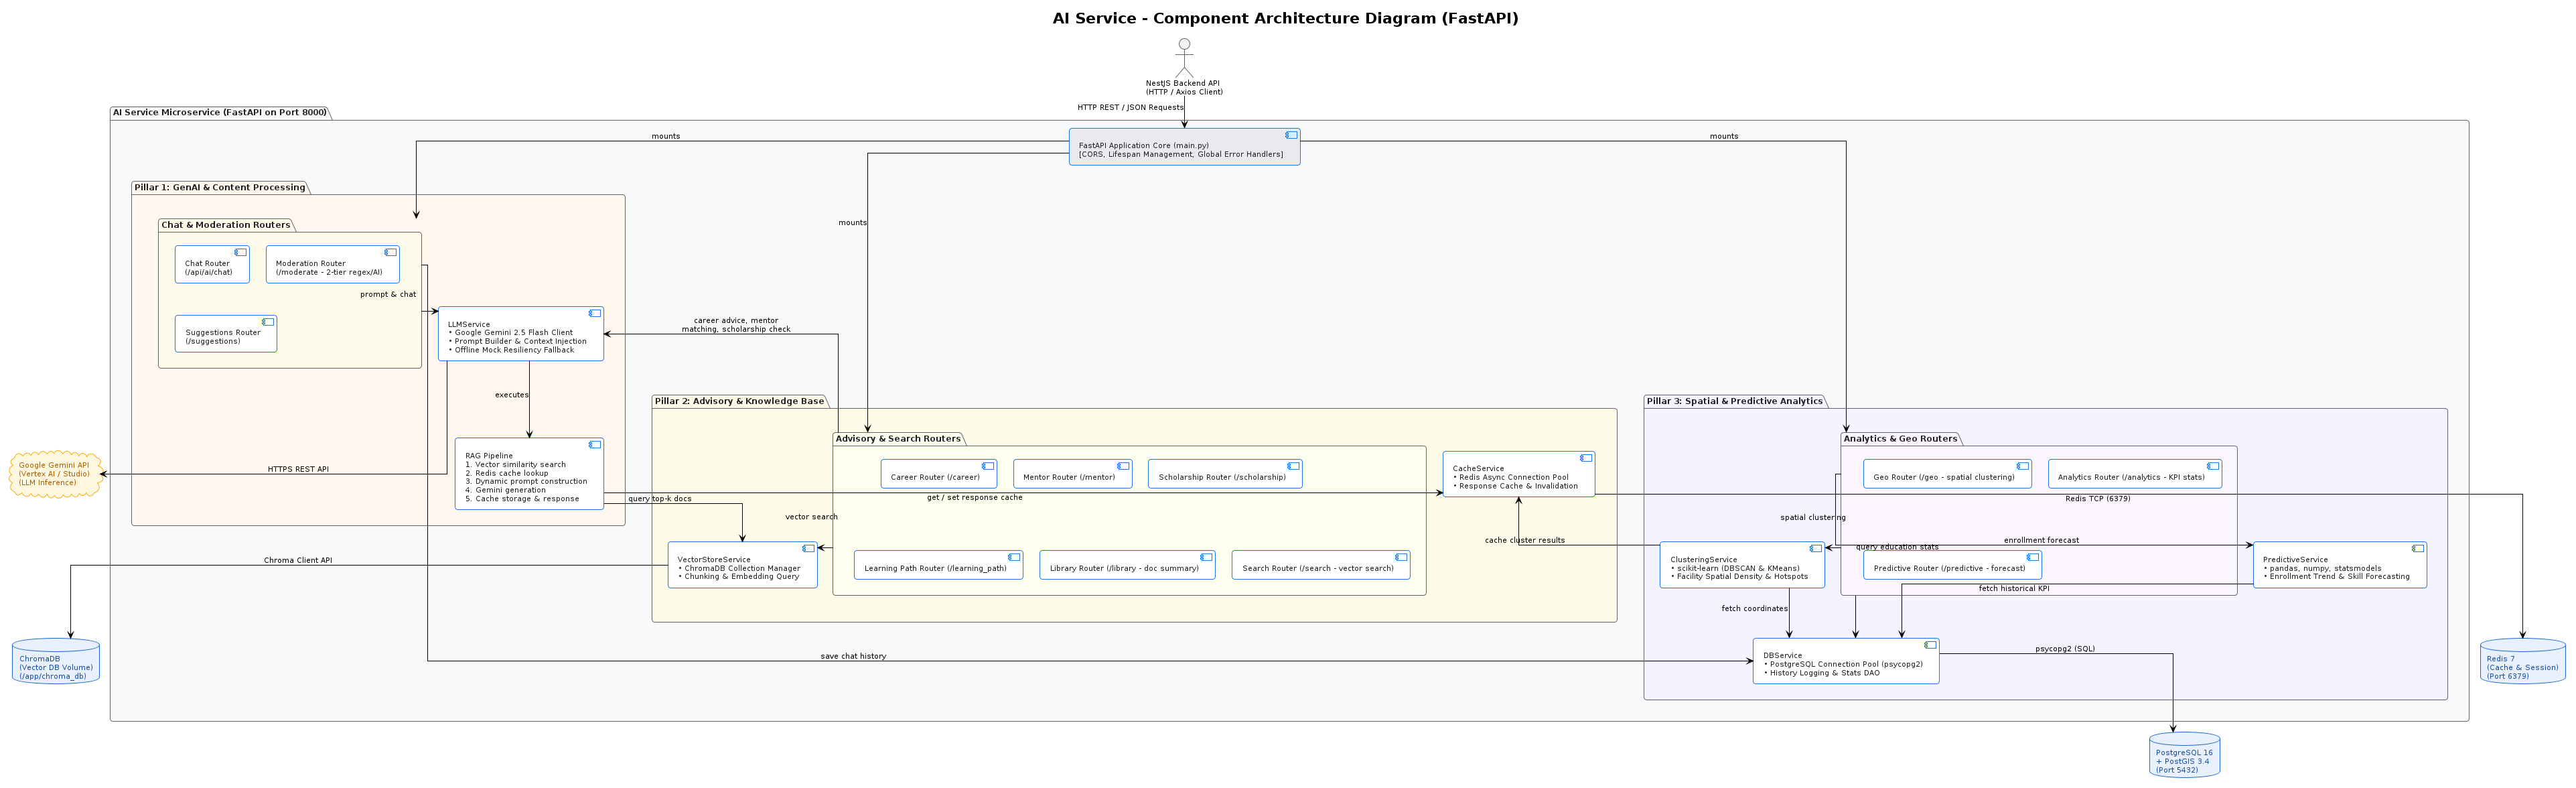 AI Service - Component Architecture Diagram (FastAPI)
NestJS Backend API
(HTTP / Axios Client)
HTTP REST / JSON Requests
AI Service Microservice (FastAPI on Port 8000)
FastAPI Application Core (main.py)
[CORS, Lifespan Management, Global Error Handlers]
mounts
mounts
mounts
Pillar 1: GenAI & Content Processing
Chat & Moderation Routers
Chat Router
(/api/ai/chat)
Moderation Router
(/moderate - 2-tier regex/AI)
Suggestions Router
(/suggestions)
prompt & chat
LLMService
• Google Gemini 2.5 Flash Client
• Prompt Builder & Context Injection
• Offline Mock Resiliency Fallback
executes
RAG Pipeline
1. Vector similarity search
2. Redis cache lookup
3. Dynamic prompt construction
4. Gemini generation
5. Cache storage & response
career advice, mentor
matching, scholarship check
HTTPS REST API
Google Gemini API
(Vertex AI / Studio)
(LLM Inference)
Pillar 2: Advisory & Knowledge Base
Advisory & Search Routers
Career Router (/career)
Mentor Router (/mentor)
Scholarship Router (/scholarship)
Learning Path Router (/learning_path)
Library Router (/library - doc summary)
Search Router (/search - vector search)
CacheService
• Redis Async Connection Pool
• Response Cache & Invalidation
query top-k docs
get / set response cache
vector search
VectorStoreService
• ChromaDB Collection Manager
• Chunking & Embedding Query
cache cluster results
Chroma Client API
ChromaDB
(Vector DB Volume)
(/app/chroma_db)
Pillar 3: Spatial & Predictive Analytics
Analytics & Geo Routers
Geo Router (/geo - spatial clustering)
Analytics Router (/analytics - KPI stats)
Predictive Router (/predictive - forecast)
Redis TCP (6379)
spatial clustering
enrollment forecast
query education stats
ClusteringService
• scikit-learn (DBSCAN & KMeans)
• Facility Spatial Density & Hotspots
PredictiveService
• pandas, numpy, statsmodels
• Enrollment Trend & Skill Forecasting
fetch coordinates
fetch historical KPI
save chat history
DBService
• PostgreSQL Connection Pool (psycopg2)
• History Logging & Stats DAO
psycopg2 (SQL)
Redis 7
(Cache & Session)
(Port 6379)
PostgreSQL 16
+ PostGIS 3.4
(Port 5432)